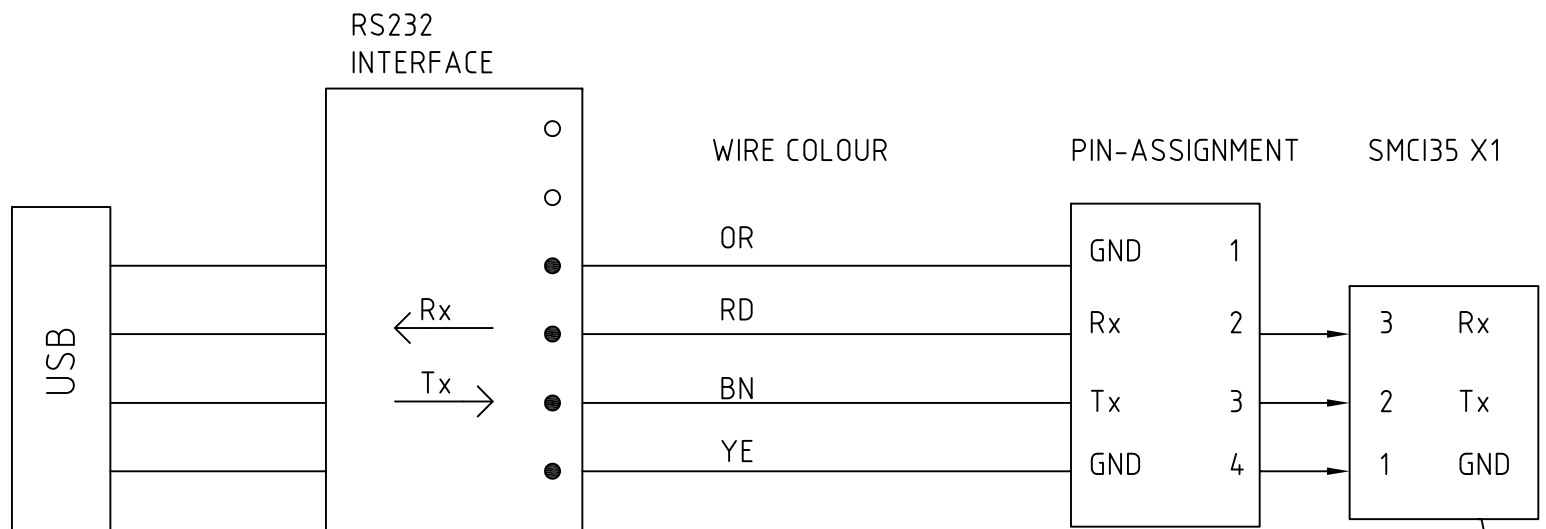 RS232
INTERFACE
WIRE COLOUR
PIN-ASSIGNMENT
SMCI35 X1
OR
GND 1
Rx
RD
Rx 2
3 Rx
USB
Tx
BN
Tx 3
2 Tx
YE
GND 4
1 GND